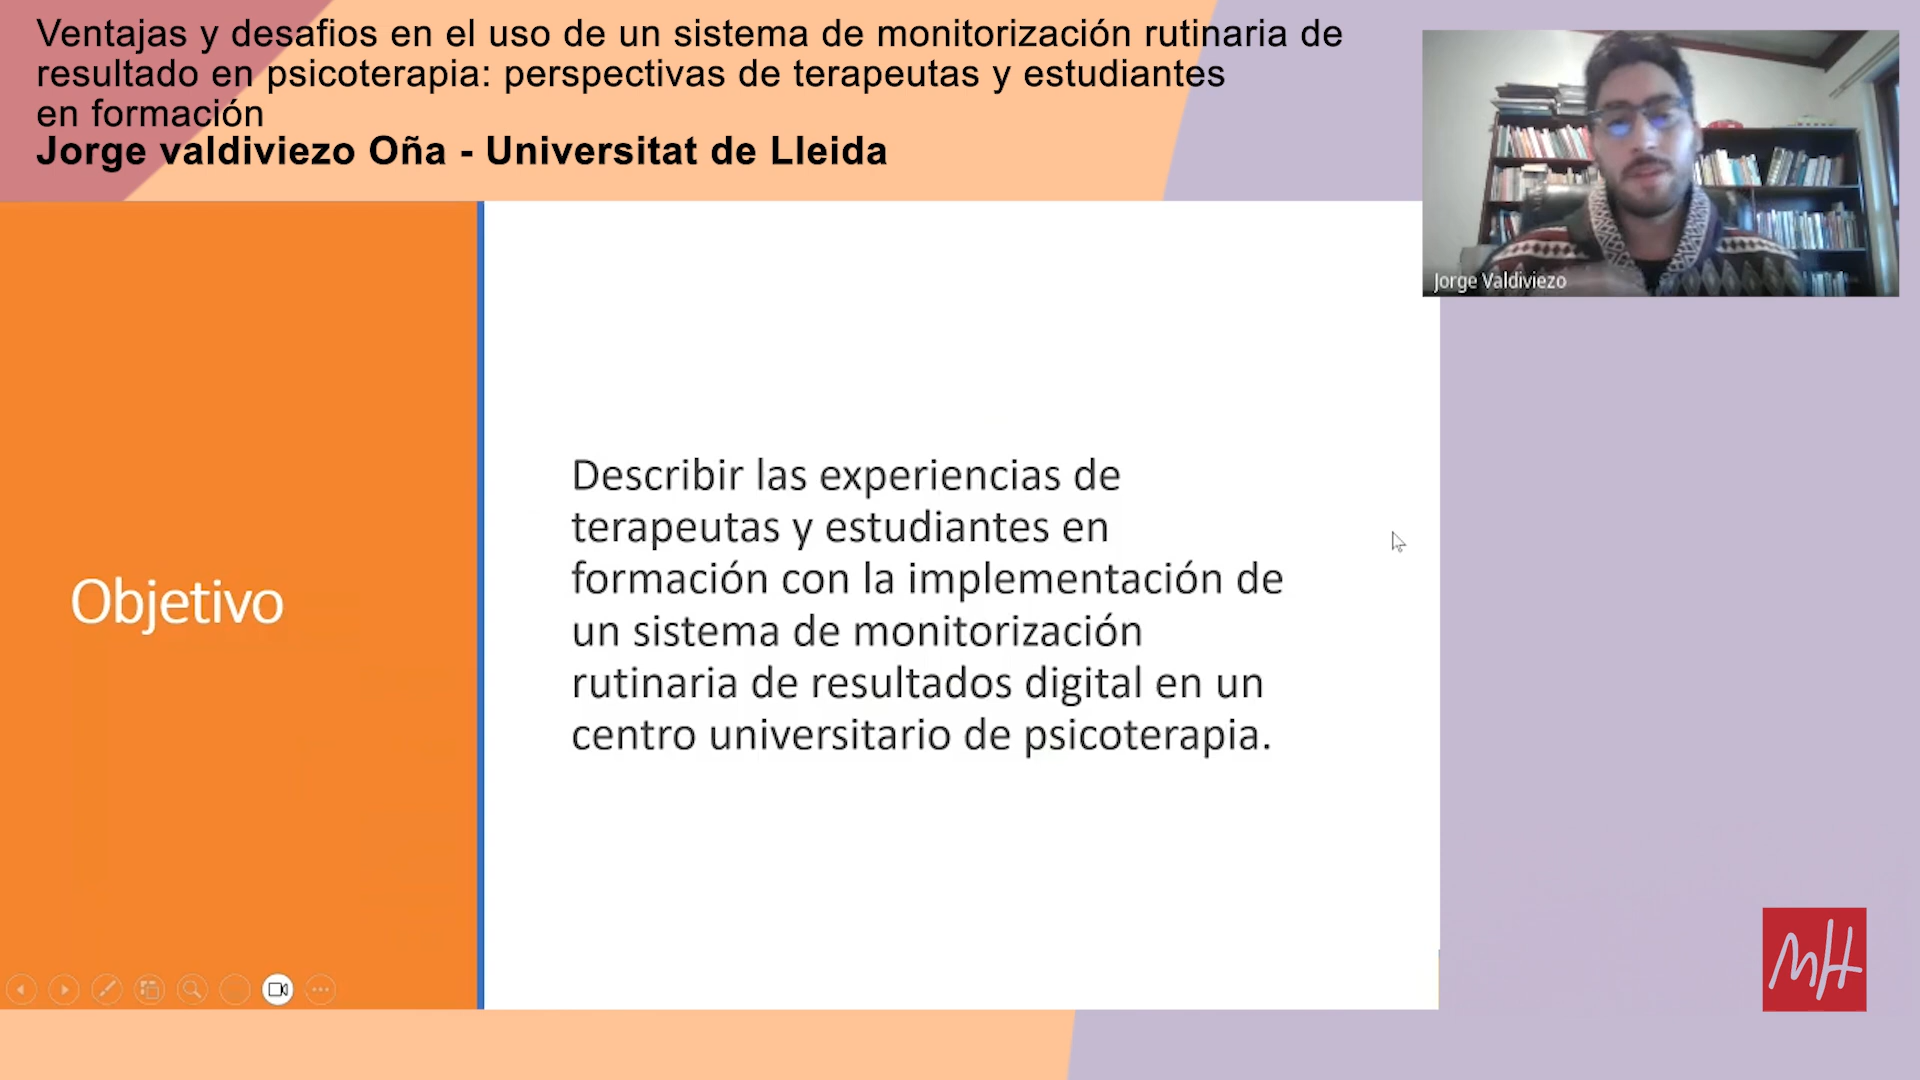 Ventajas y desafios en el uso de un sistema de monitorización rutinaria de
resultado en psicoterapia: perspectivas de terapeutas y estudiantes
en formación
Jorge valdiviezo Oña - Universitat de Lleida
Jorge Valdiviezo
Objetivo
Describir las experiencias de
terapeutas y estudiantes en
formación con la implementación de
un sistema de monitorización
rutinaria de resultados digital en un
centro universitario de psicoterapia.
MH